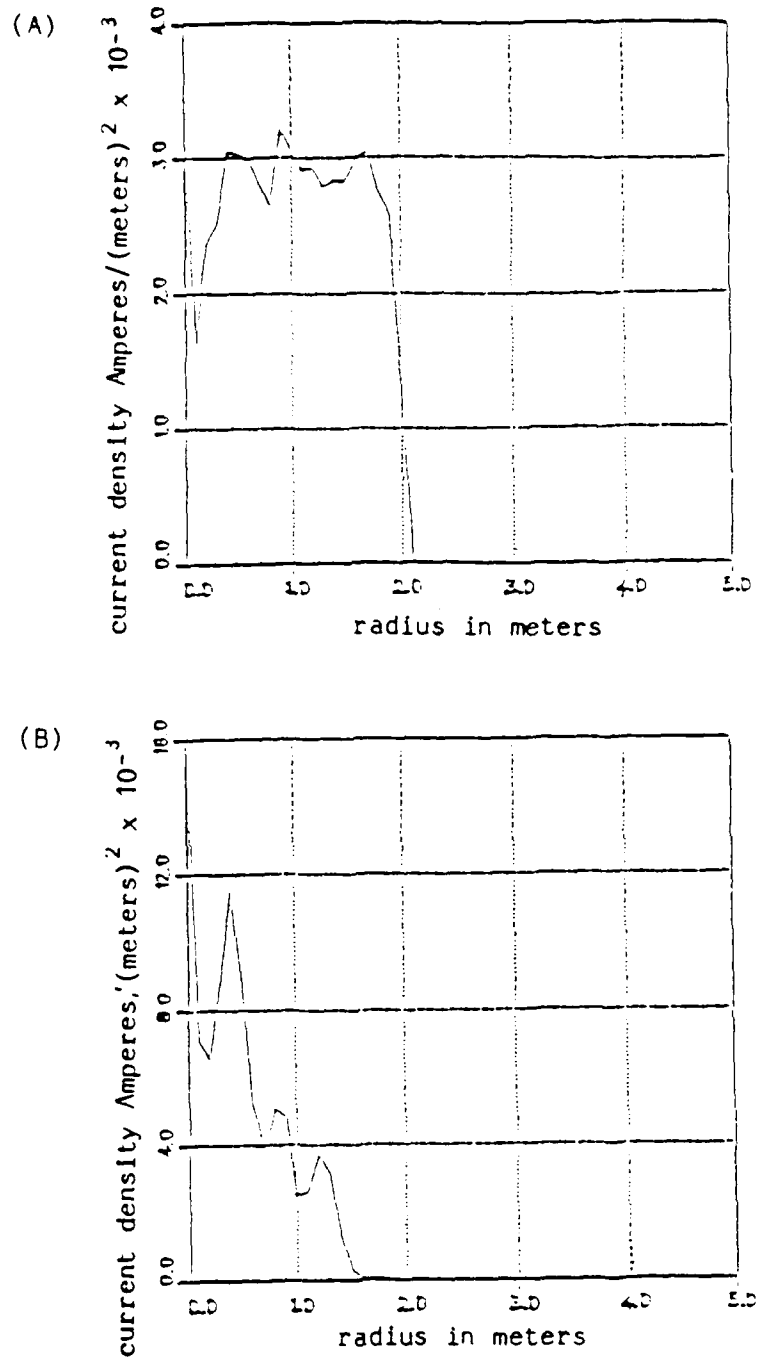 (A)
current density Amperes/(meters)² x 10⁻³
4.0
3.0
2.0
1.0
0.0
0.0 1.0 2.0 3.0 4.0 5.0
radius in meters
(B)
current density Amperes,'(meters)² x 10⁻³
16.0
12.0
8.0
4.0
0.0
0.0 1.0 2.0 3.0 4.0 5.0
radius in meters